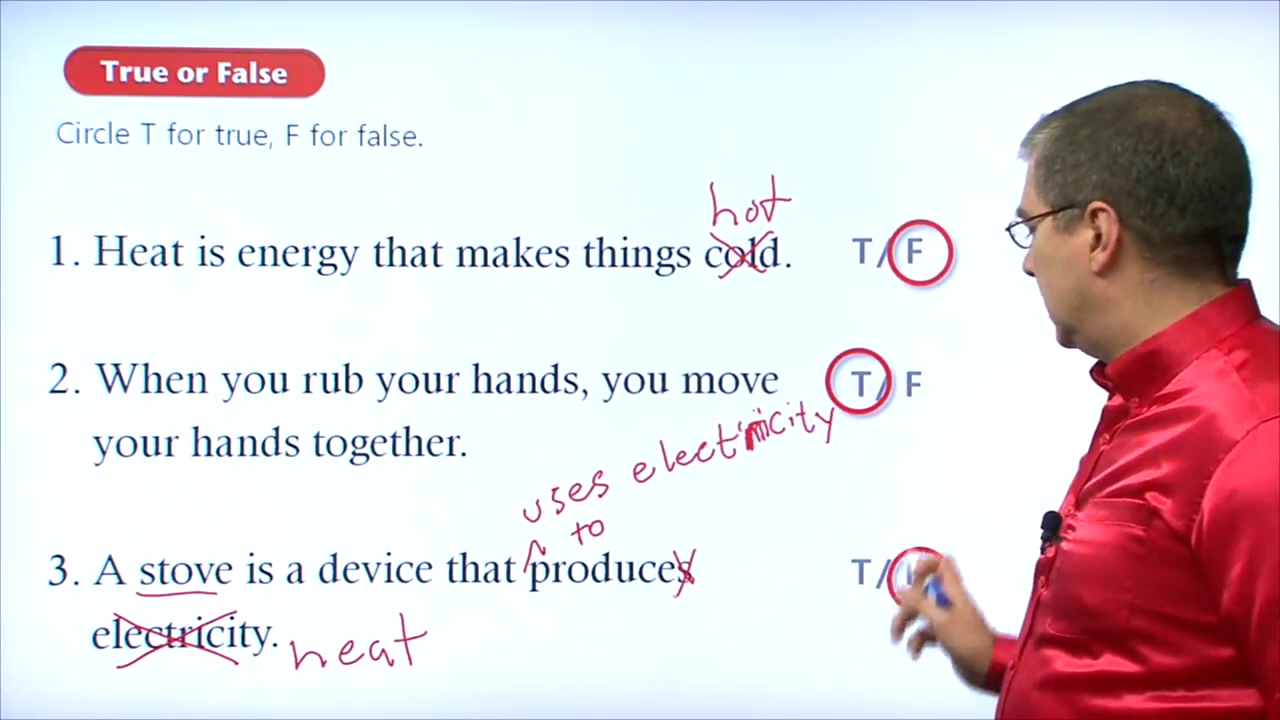 True or False
Circle T for true, F for false.
hot
1. Heat is energy that makes things cold. T/F
2. When you rub your hands, you move T/F
your hands together.
uses electricity
to
3. A stove is a device that produces T/
electricity. heat